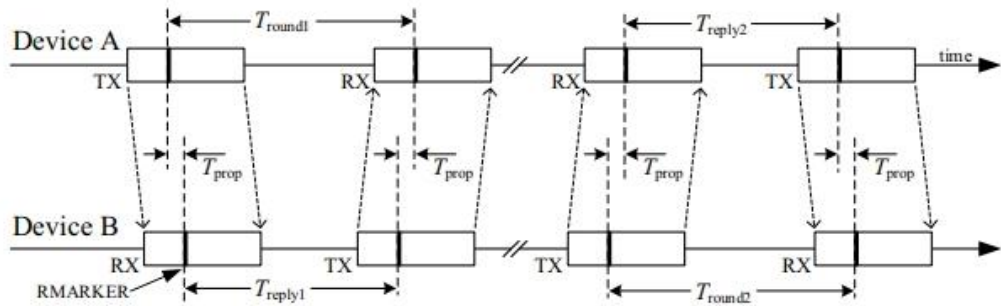 T_round1
T_reply2
Device A
time
TX
RX
RX
TX
T_prop
T_prop
T_prop
T_prop
Device B
RX
TX
TX
RX
RMARKER
T_reply1
T_round2